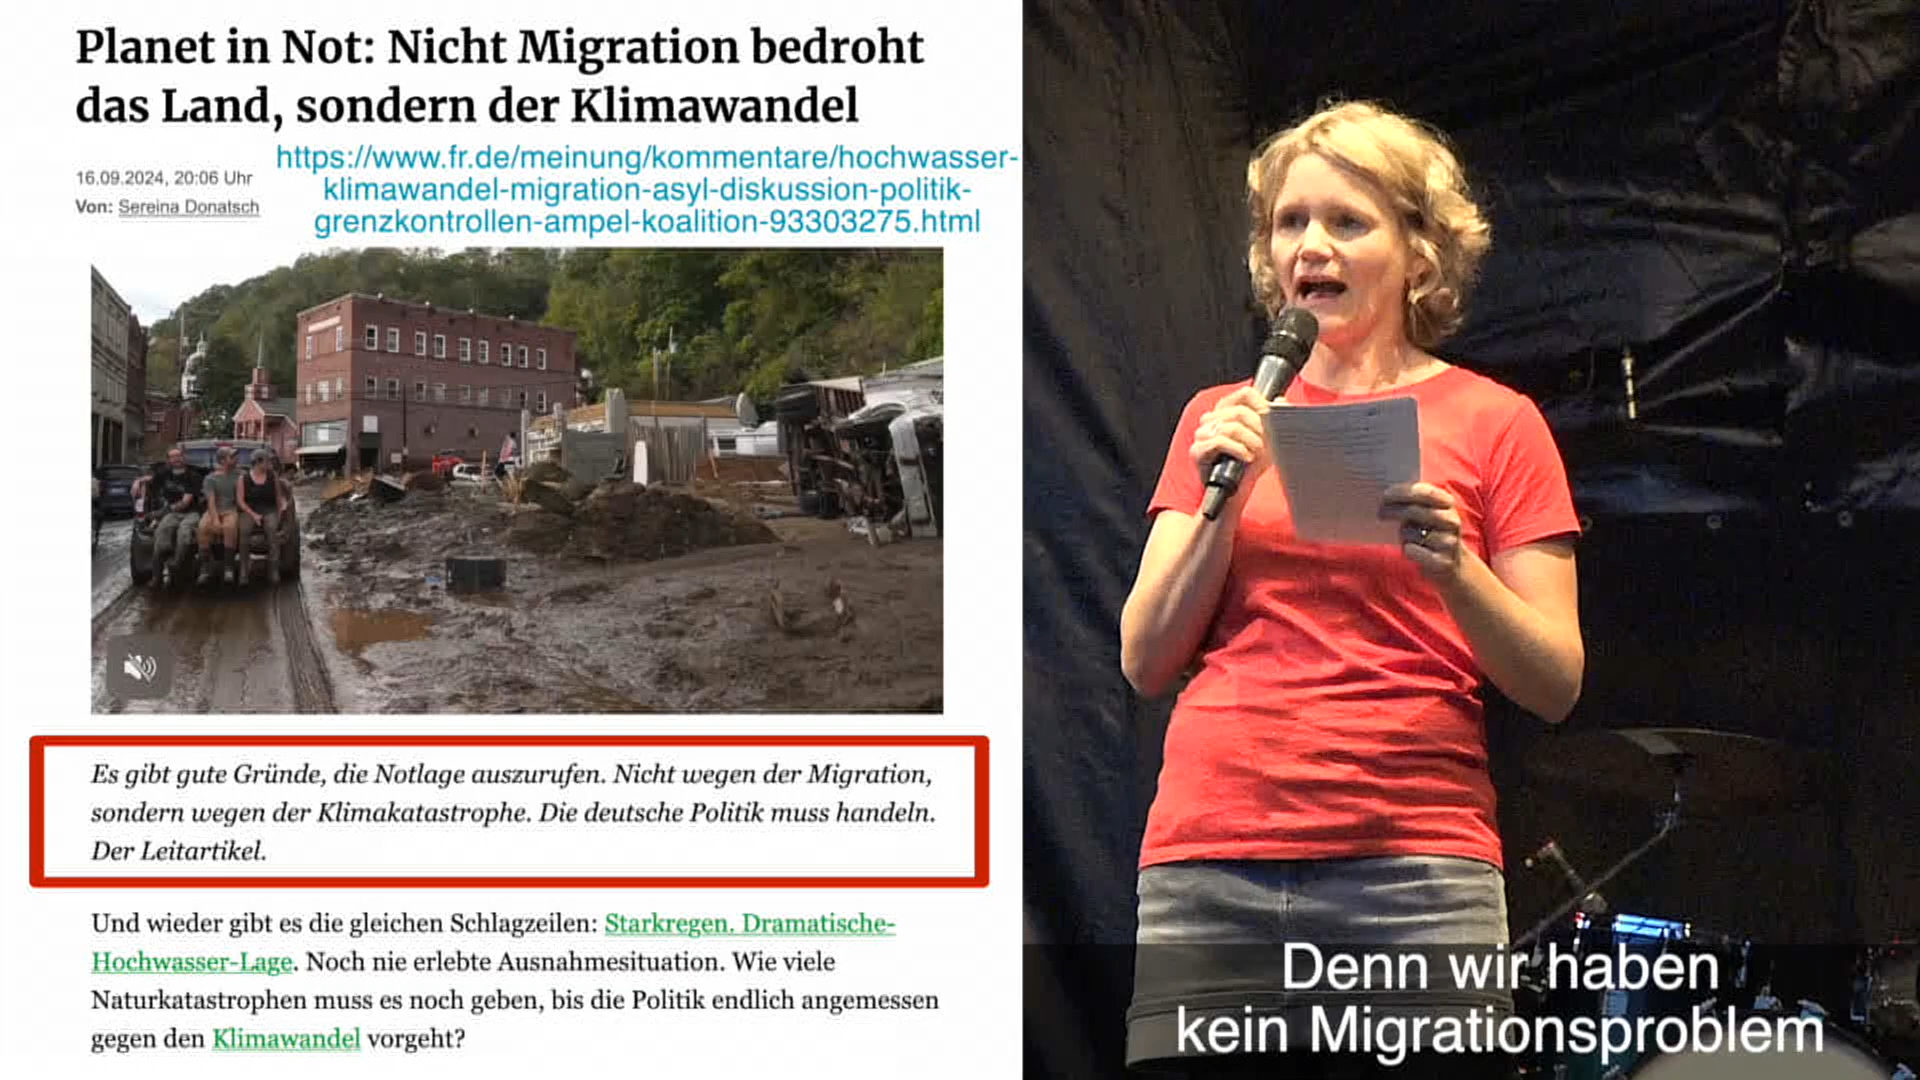 Planet in Not: Nicht Migration bedroht
das Land, sondern der Klimawandel
16.09.2024, 20:06 Uhr
Von: Sereina Donatsch
https://www.fr.de/meinung/kommentare/hochwasser-
klimawandel-migration-asyl-diskussion-politik-
grenzkontrollen-ampel-koalition-93303275.html
Es gibt gute Gründe, die Notlage auszurufen. Nicht wegen der Migration,
sondern wegen der Klimakatastrophe. Die deutsche Politik muss handeln.
Der Leitartikel.
Und wieder gibt es die gleichen Schlagzeilen: Starkregen. Dramatische-
Hochwasser-Lage. Noch nie erlebte Ausnahmesituation. Wie viele
Naturkatastrophen muss es noch geben, bis die Politik endlich angemessen
gegen den Klimawandel vorgeht?
Denn wir haben
kein Migrationsproblem